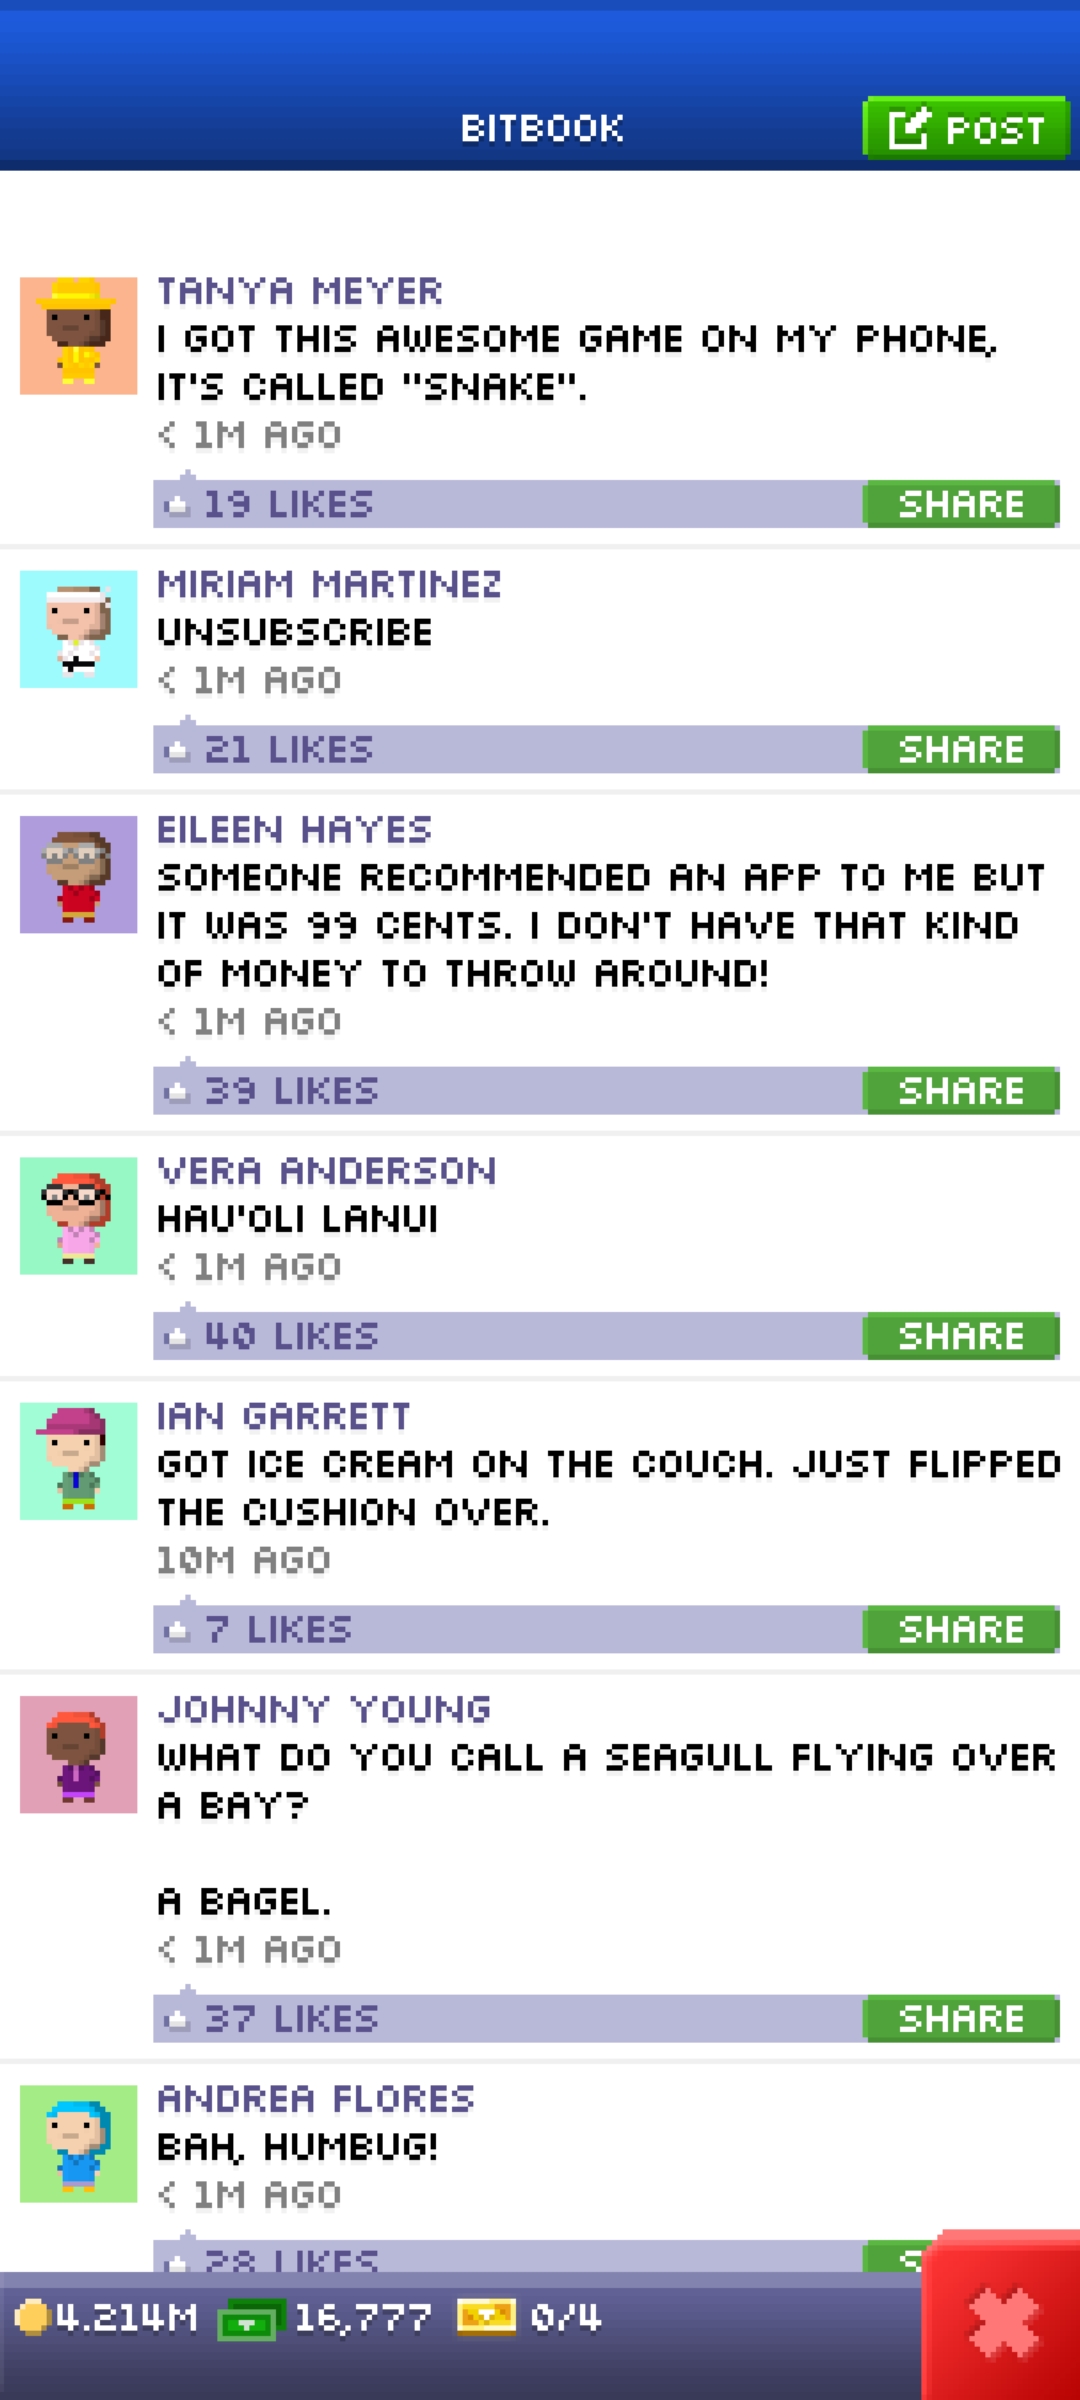 BITBOOK
POST
TANYA MEYER
I GOT THIS AWESOME GAME ON MY PHONE,
IT'S CALLED "SNAKE".
< 1M AGO
19 LIKES
SHARE
MIRIAM MARTINEZ
UNSUBSCRIBE
< 1M AGO
21 LIKES
SHARE
EILEEN HAYES
SOMEONE RECOMMENDED AN APP TO ME BUT
IT WAS 99 CENTS. I DON'T HAVE THAT KIND
OF MONEY TO THROW AROUND!
< 1M AGO
39 LIKES
SHARE
VERA ANDERSON
HAU'OLI LANUI
< 1M AGO
40 LIKES
SHARE
IAN GARRETT
GOT ICE CREAM ON THE COUCH. JUST FLIPPED
THE CUSHION OVER.
10M AGO
7 LIKES
SHARE
JOHNNY YOUNG
WHAT DO YOU CALL A SEAGULL FLYING OVER
A BAY?
A BAGEL.
< 1M AGO
37 LIKES
SHARE
ANDREA FLORES
BAH, HUMBUG!
< 1M AGO
28 LIKES
4.214M
16,777
0/4